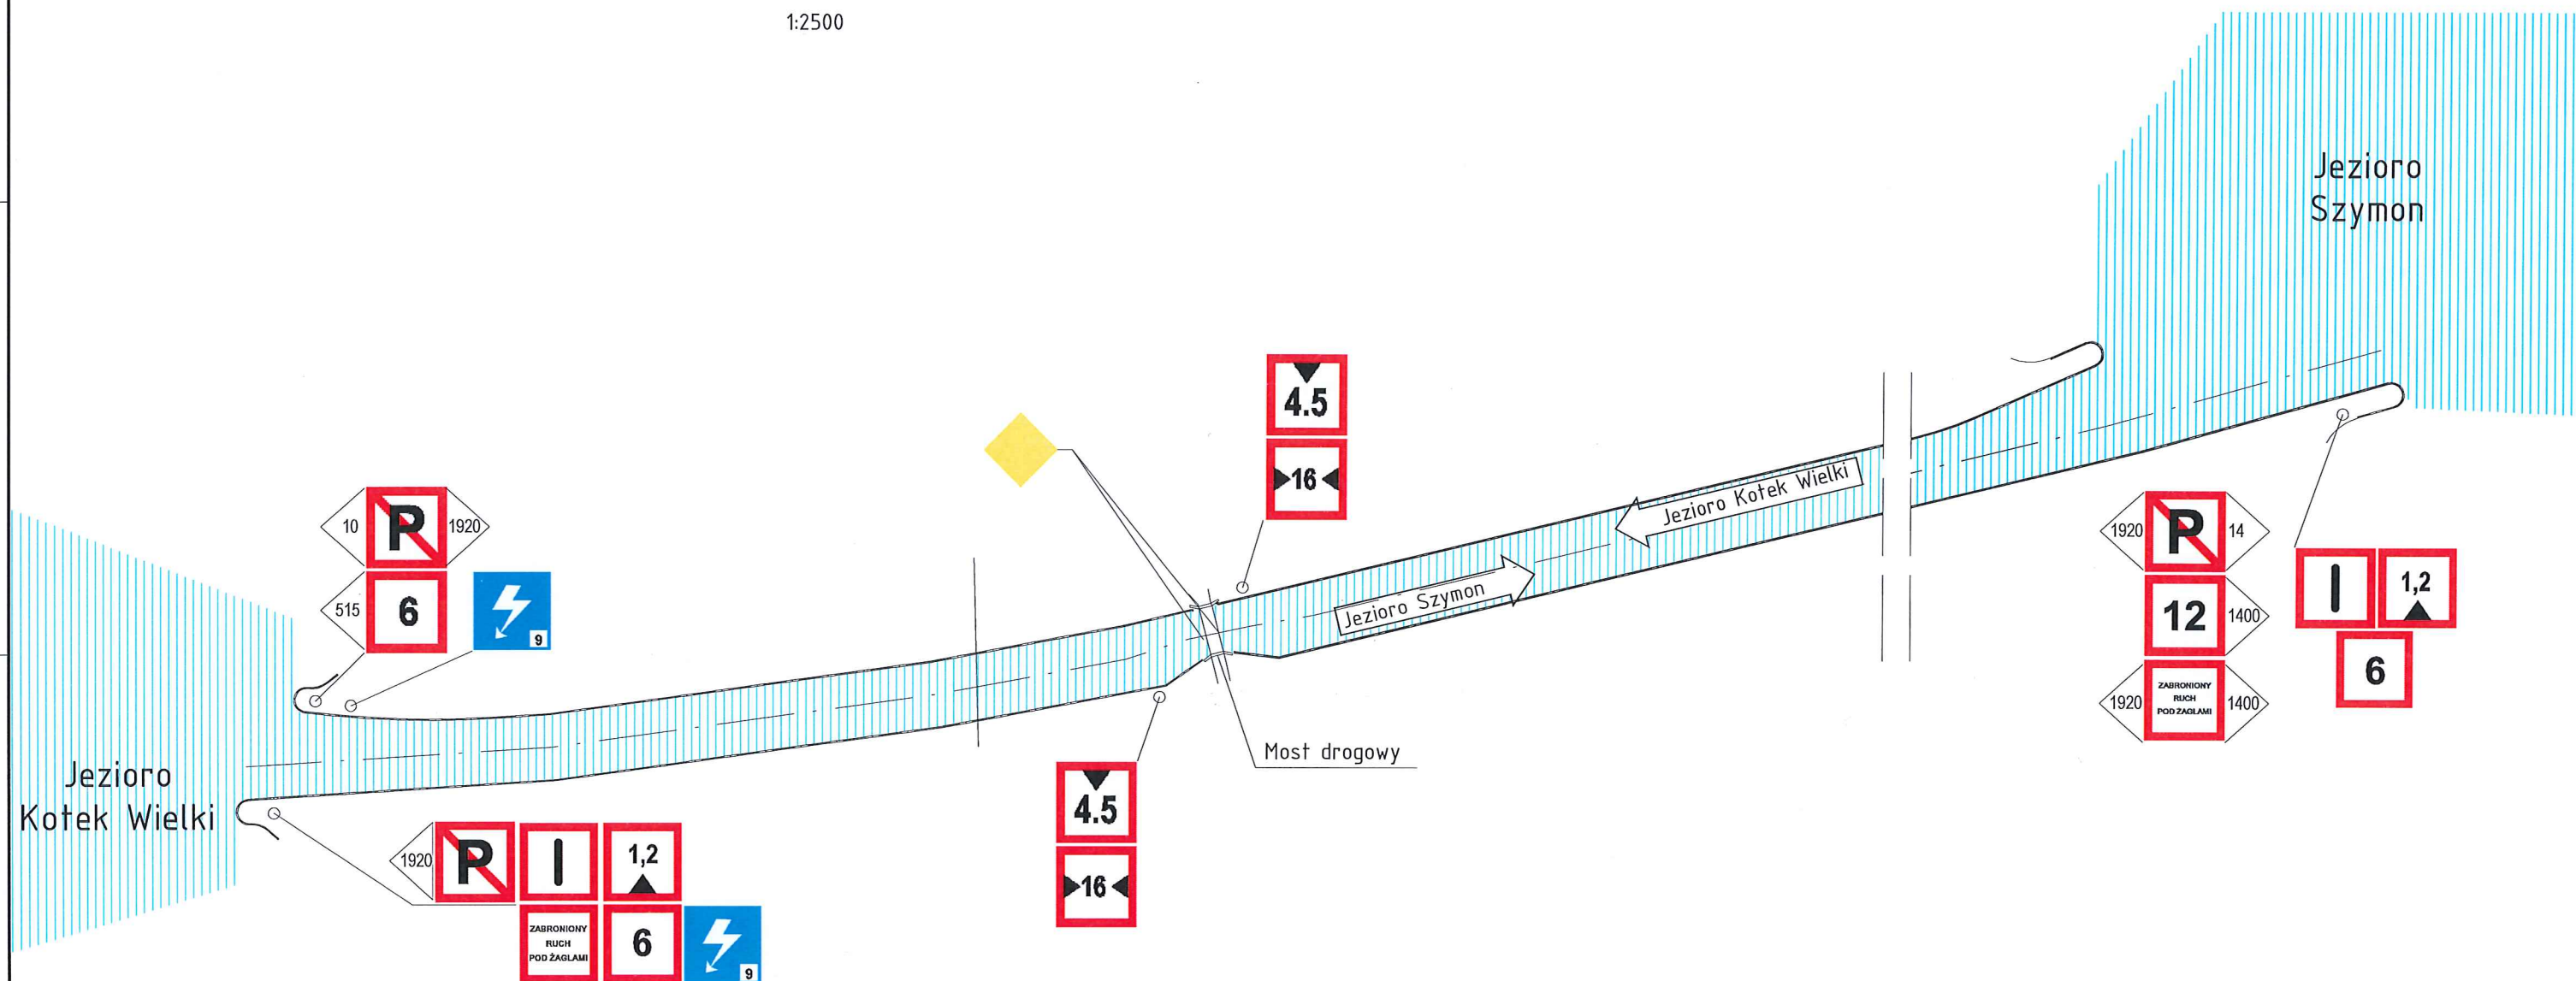 1:2500
Jezioro
Szymon
4.5
16
Jezioro Kotek Wielki
Jezioro Szymon
10 P 1920
515 6
9
1920 P 14
12 1400
1920 ZABRONIONY
RUCH
POD ŻAGLAMI 1400
I 1,2
6
Most drogowy
Jezioro
Kotek Wielki
4.5
16
1920 P I 1,2
ZABRONIONY
RUCH
POD ŻAGLAMI
6
9